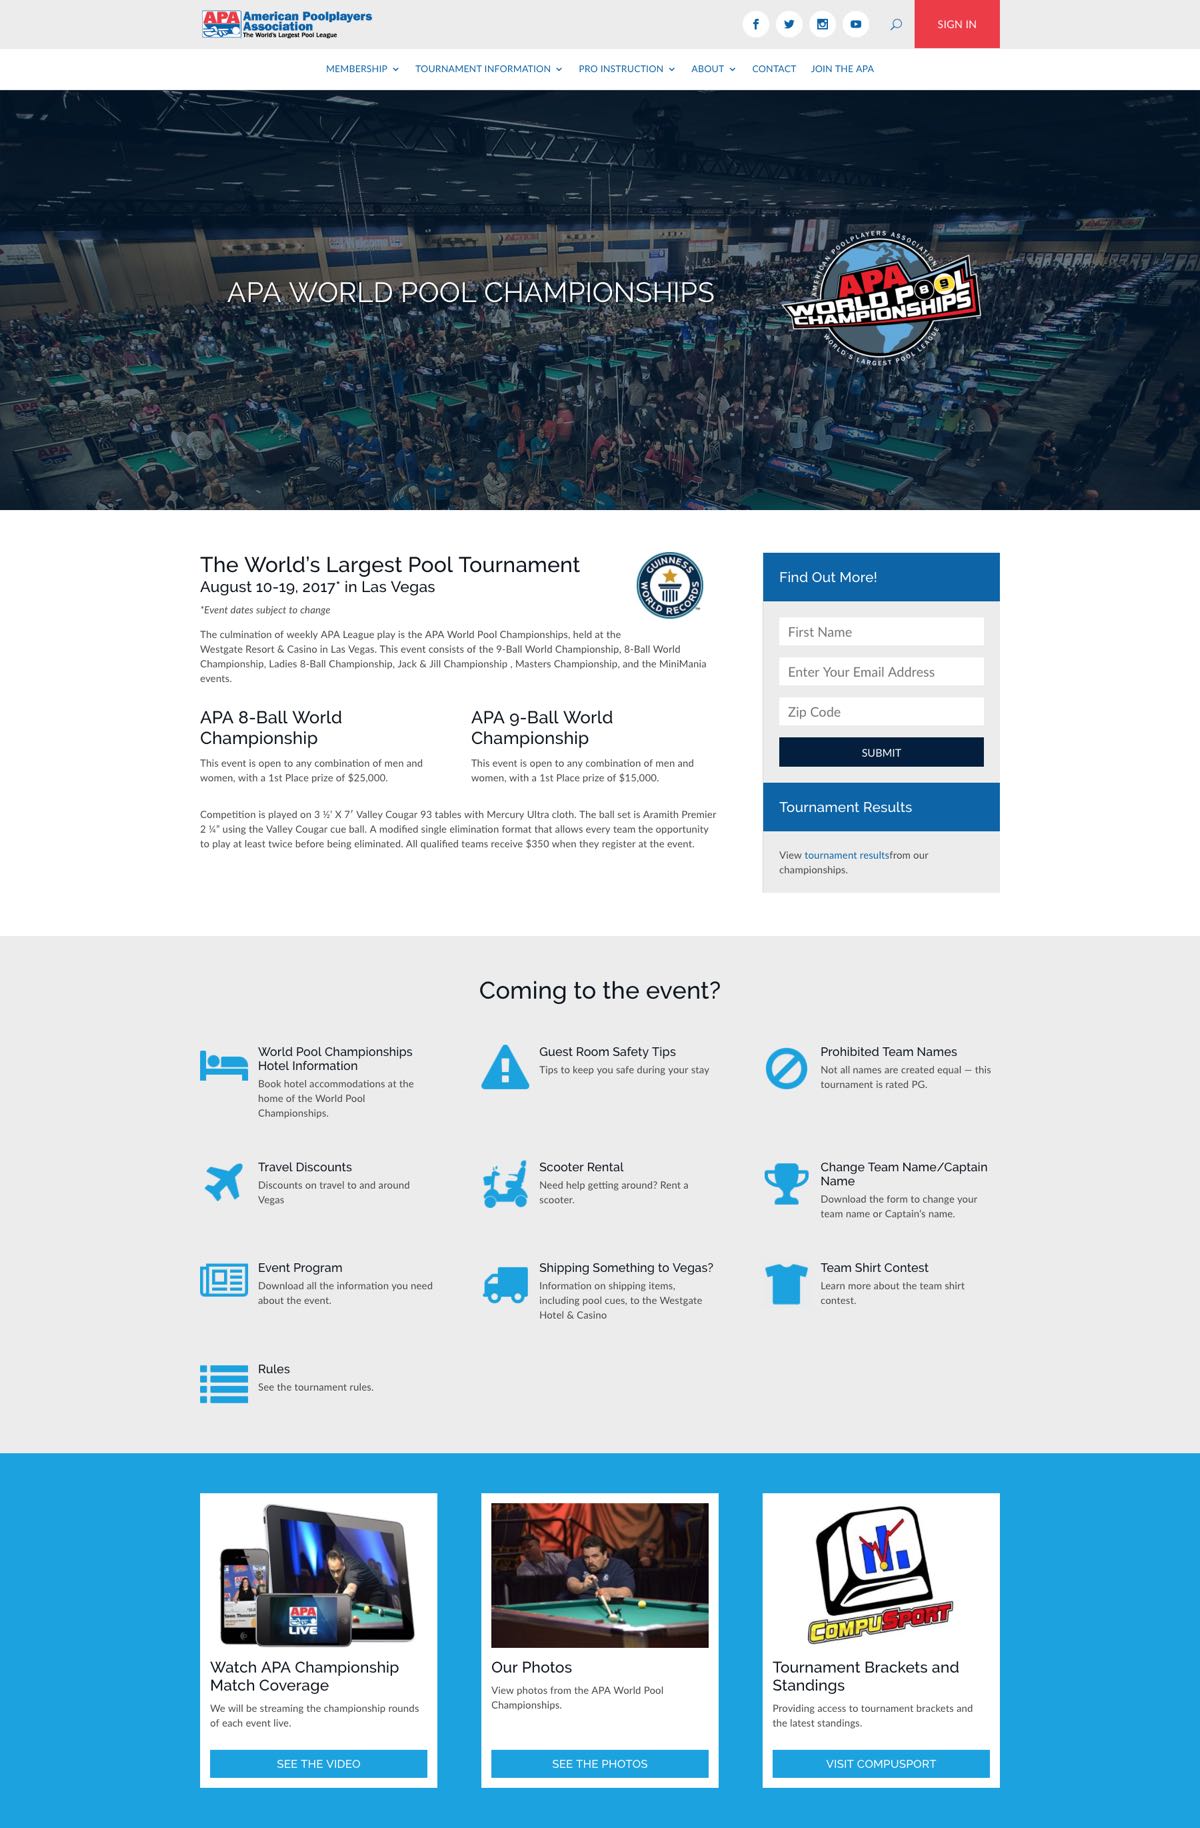 APA American Poolplayers
Association
The World's Largest Pool League
SIGN IN
MEMBERSHIP
TOURNAMENT INFORMATION
PRO INSTRUCTION
ABOUT
CONTACT
JOIN THE APA
APA WORLD POOL CHAMPIONSHIPS
AMERICAN POOLPLAYERS ASSOCIATION
APA
WORLD POOL
8 9
CHAMPIONSHIPS
WORLD'S LARGEST POOL LEAGUE
The World’s Largest Pool Tournament
August 10-19, 2017* in Las Vegas
*Event dates subject to change
GUINNESS
WORLD RECORDS
The culmination of weekly APA League play is the APA World Pool Championships, held at the
Westgate Resort & Casino in Las Vegas. This event consists of the 9-Ball World Championship, 8-Ball World
Championship, Ladies 8-Ball Championship, Jack & Jill Championship , Masters Championship, and the MiniMania
events.
APA 8-Ball World
Championship
This event is open to any combination of men and
women, with a 1st Place prize of $25,000.
APA 9-Ball World
Championship
This event is open to any combination of men and
women, with a 1st Place prize of $15,000.
Competition is played on 3 ½’ X 7’ Valley Cougar 93 tables with Mercury Ultra cloth. The ball set is Aramith Premier
2 ¼” using the Valley Cougar cue ball. A modified single elimination format that allows every team the opportunity
to play at least twice before being eliminated. All qualified teams receive $350 when they register at the event.
Find Out More!
First Name
Enter Your Email Address
Zip Code
SUBMIT
Tournament Results
View tournament resultsfrom our
championships.
Coming to the event?
World Pool Championships
Hotel Information
Book hotel accommodations at the
home of the World Pool
Championships.
Guest Room Safety Tips
Tips to keep you safe during your stay
Prohibited Team Names
Not all names are created equal — this
tournament is rated PG.
Travel Discounts
Discounts on travel to and around
Vegas
Scooter Rental
Need help getting around? Rent a
scooter.
Change Team Name/Captain
Name
Download the form to change your
team name or Captain’s name.
Event Program
Download all the information you need
about the event.
Shipping Something to Vegas?
Information on shipping items,
including pool cues, to the Westgate
Hotel & Casino
Team Shirt Contest
Learn more about the team shirt
contest.
Rules
See the tournament rules.
APA
LIVE
Watch APA Championship
Match Coverage
We will be streaming the championship rounds
of each event live.
SEE THE VIDEO
Our Photos
View photos from the APA World Pool
Championships.
SEE THE PHOTOS
COMPUSPORT
Tournament Brackets and
Standings
Providing access to tournament brackets and
the latest standings.
VISIT COMPUSPORT